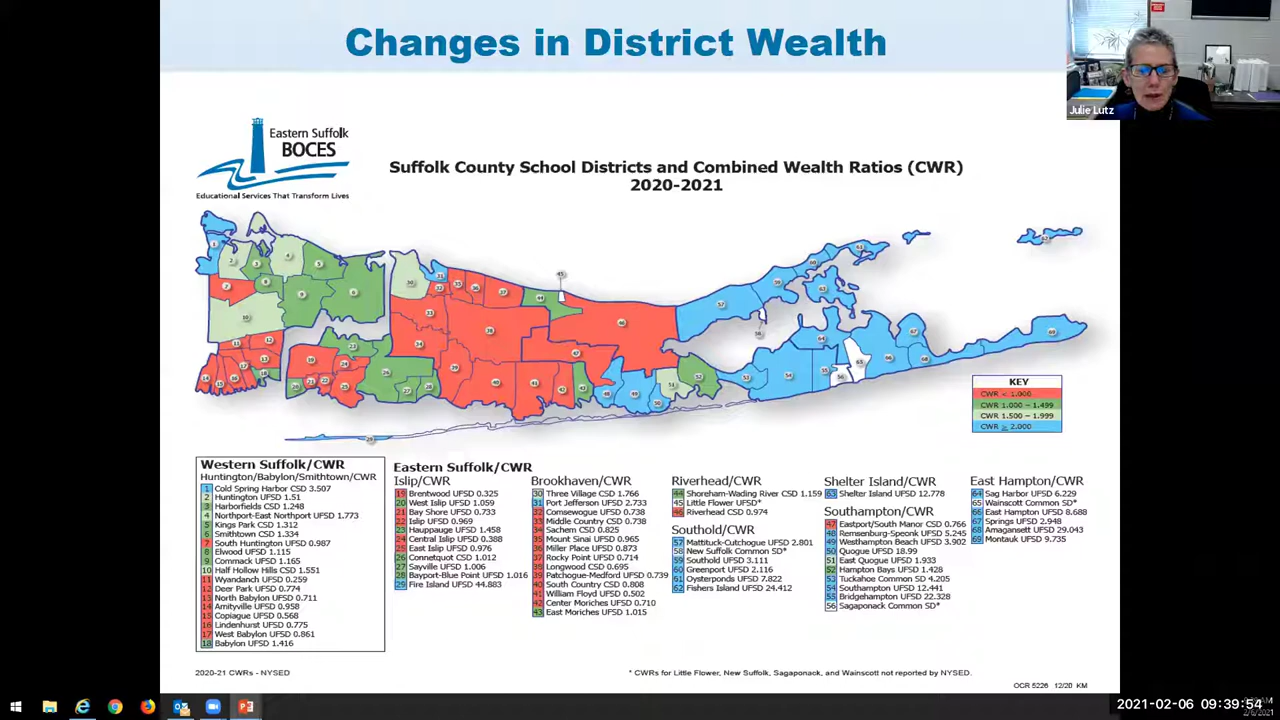 Changes in District Wealth
Julie Lutz
Eastern Suffolk
BOCES
Educational Services That Transform Lives
Suffolk County School Districts and Combined Wealth Ratios (CWR)
2020-2021
KEY
CWR < 1.000
CWR 1.000 – 1.499
CWR 1.500 – 1.999
CWR ≥ 2.000
Western Suffolk/CWR
Huntington/Babylon/Smithtown/CWR
1 Cold Spring Harbor CSD 3.507
2 Huntington UFSD 1.51
3 Harborfields CSD 1.248
4 Northport-East Northport UFSD 1.773
5 Kings Park CSD 1.312
6 Smithtown CSD 1.334
7 South Huntington UFSD 0.987
8 Elwood UFSD 1.115
9 Commack UFSD 1.165
10 Half Hollow Hills CSD 1.551
11 Wyandanch UFSD 0.259
12 Deer Park UFSD 0.774
13 North Babylon UFSD 0.711
14 Amityville UFSD 0.958
15 Copiague UFSD 0.568
16 Lindenhurst UFSD 0.775
17 West Babylon UFSD 0.861
18 Babylon UFSD 1.416
Eastern Suffolk/CWR
Islip/CWR
19 Brentwood UFSD 0.325
20 West Islip UFSD 1.059
21 Bay Shore UFSD 0.733
22 Islip UFSD 0.969
23 Hauppauge UFSD 1.458
24 Central Islip UFSD 0.388
25 East Islip UFSD 0.976
26 Connetquot CSD 1.012
27 Sayville UFSD 1.006
28 Bayport-Blue Point UFSD 1.016
29 Fire Island UFSD 44.883
Brookhaven/CWR
30 Three Village CSD 1.766
31 Port Jefferson UFSD 2.733
32 Comsewogue UFSD 0.738
33 Middle Country CSD 0.738
34 Sachem CSD 0.825
35 Mount Sinai UFSD 0.965
36 Miller Place UFSD 0.873
37 Rocky Point UFSD 0.714
38 Longwood CSD 0.695
39 Patchogue-Medford UFSD 0.739
40 South Country CSD 0.808
41 William Floyd UFSD 0.502
42 Center Moriches UFSD 0.710
43 East Moriches UFSD 1.015
Riverhead/CWR
44 Shoreham-Wading River CSD 1.159
45 Little Flower UFSD*
46 Riverhead CSD 0.974
Southold/CWR
57 Mattituck-Cutchogue UFSD 2.801
58 New Suffolk Common SD*
59 Southold UFSD 3.111
60 Greenport UFSD 2.116
61 Oysterponds UFSD 7.822
62 Fishers Island UFSD 24.412
Shelter Island/CWR
63 Shelter Island UFSD 12.778
Southampton/CWR
47 Eastport/South Manor CSD 0.766
48 Remsenburg-Speonk UFSD 5.245
49 Westhampton Beach UFSD 3.902
50 Quogue UFSD 18.99
51 East Quogue UFSD 1.933
52 Hampton Bays UFSD 1.428
53 Tuckahoe Common SD 4.205
54 Southampton UFSD 12.441
55 Bridgehampton UFSD 22.328
56 Sagaponack Common SD*
East Hampton/CWR
64 Sag Harbor UFSD 6.229
65 Wainscott Common SD*
66 East Hampton UFSD 8.688
67 Springs UFSD 2.948
68 Amagansett UFSD 29.043
69 Montauk UFSD 9.735
2020-21 CWRs - NYSED
* CWRs for Little Flower, New Suffolk, Sagaponack, and Wainscott not reported by NYSED.
OCR 5226 12/20 KM
2021-02-06 09:39:54